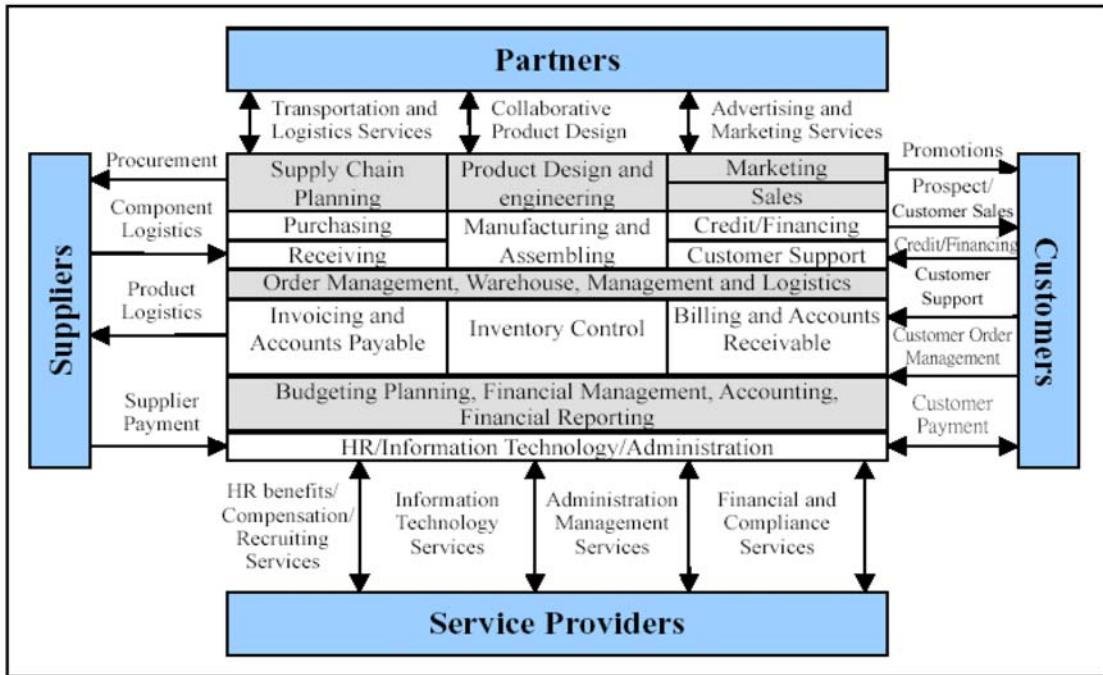 Partners
Transportation and
Logistics Services
Collaborative
Product Design
Advertising and
Marketing Services
Suppliers
Procurement
Component
Logistics
Product
Logistics
Supplier
Payment
Supply Chain
Planning
Product Design and
engineering
Marketing
Sales
Purchasing
Receiving
Manufacturing and
Assembling
Credit/Financing
Customer Support
Order Management, Warehouse, Management and Logistics
Invoicing and
Accounts Payable
Inventory Control
Billing and Accounts
Receivable
Budgeting Planning, Financial Management, Accounting,
Financial Reporting
HR/Information Technology/Administration
Promotions
Prospect/
Customer Sales
Credit/Financing
Customer
Support
Customer Order
Management
Customer
Payment
Customers
HR benefits/
Compensation/
Recruiting
Services
Information
Technology
Services
Administration
Management
Services
Financial and
Compliance
Services
Service Providers